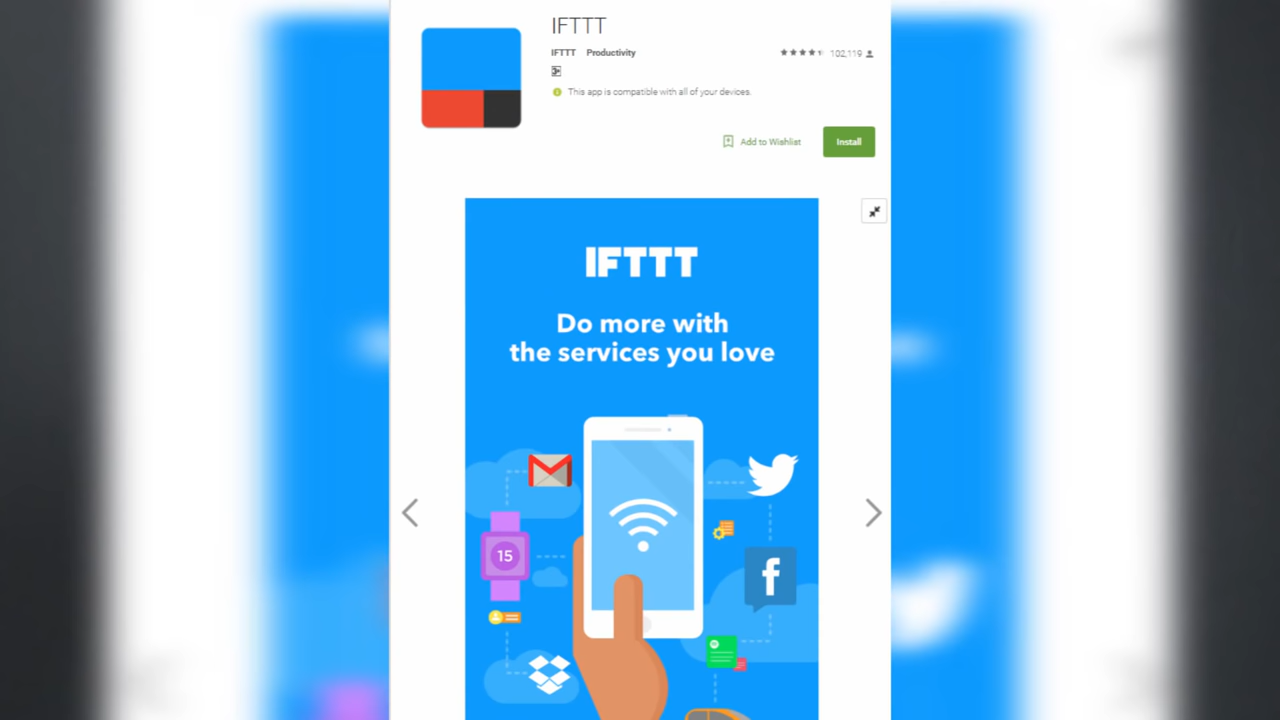 IFTTT
IFTTT Productivity
102,119
3+
This app is compatible with all of your devices.
Add to Wishlist
Install
IFTTT
Do more with
the services you love
15
f